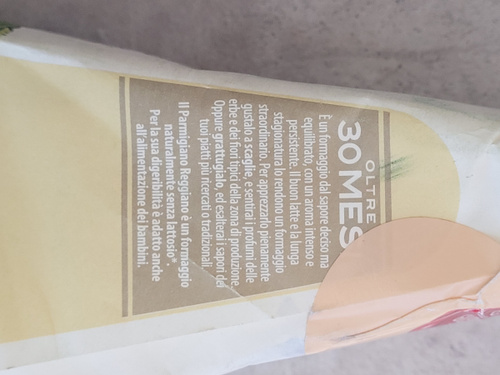 OLTRE
30 MES
È un formaggio dal sapore deciso ma
equilibrato, con un aroma intenso e
persistente. Il buon latte e la lunga
stagionatura lo rendono un formaggio
straordinario. Per apprezzarlo pienamente
gustalo a scaglie, e sentirai i profumi delle
erbe e dei fiori tipici della zona di produzione.
Oppure grattugialo, ed esalterai i sapori dei
tuoi piatti più ricercati o tradizionali.
Il Parmigiano Reggiano è un formaggio
naturalmente senza lattosio*.
Per la sua digeribilità è adatto anche
all'alimentazione dei bambini.